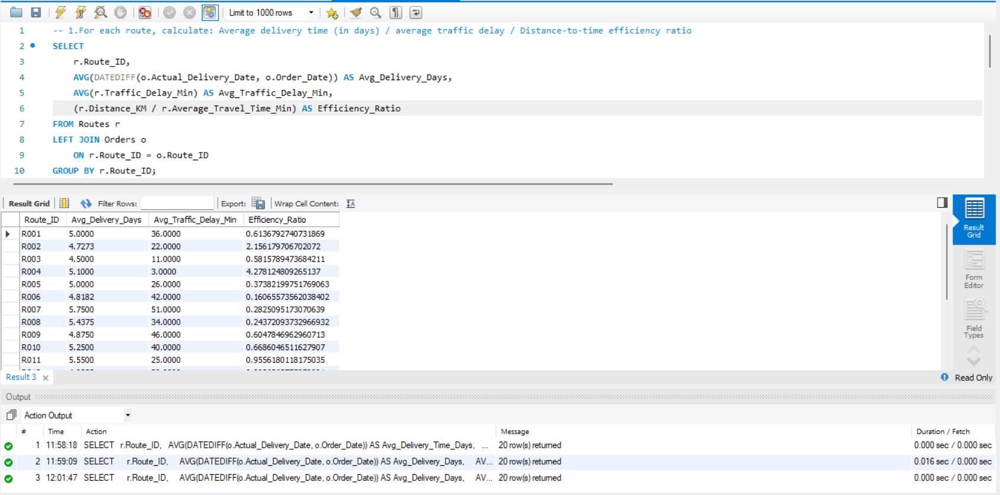 Limit to 1000 rows
1 -- 1.For each route, calculate: Average delivery time (in days) / average traffic delay / Distance-to-time efficiency ratio
2 SELECT
3 r.Route_ID,
4 AVG(DATEDIFF(o.Actual_Delivery_Date, o.Order_Date)) AS Avg_Delivery_Days,
5 AVG(r.Traffic_Delay_Min) AS Avg_Traffic_Delay_Min,
6 (r.Distance_KM / r.Average_Travel_Time_Min) AS Efficiency_Ratio
7 FROM Routes r
8 LEFT JOIN Orders o
9 ON r.Route_ID = o.Route_ID
10 GROUP BY r.Route_ID;
Result Grid Filter Rows: Export: Wrap Cell Content:
Route_ID Avg_Delivery_Days Avg_Traffic_Delay_Min Efficiency_Ratio
R001 5.0000 36.0000 0.6136792740731869
R002 4.7273 22.0000 2.156179706702072
R003 4.5000 11.0000 0.5815789473684211
R004 5.1000 3.0000 4.278124809265137
R005 5.0000 26.0000 0.37382199751769063
R006 4.8182 42.0000 0.16065573562038402
R007 5.7500 51.0000 0.2825095173070639
R008 5.4375 34.0000 0.24372093732966932
R009 4.8750 46.0000 0.6047846962960713
R010 5.2500 40.0000 0.6686046511627907
R011 5.5500 25.0000 0.9556180118175035
Result
Grid
Form
Editor
Field
Types
Result 3 Read Only
Output
Action Output
# Time Action Message Duration / Fetch
1 11:58:18 SELECT r.Route_ID, AVG(DATEDIFF(o.Actual_Delivery_Date, o.Order_Date)) AS Avg_Delivery_Time_Days, ... 20 row(s) returned 0.000 sec / 0.000 sec
2 11:59:09 SELECT r.Route_ID, AVG(DATEDIFF(o.Actual_Delivery_Date, o.Order_Date)) AS Avg_Delivery_Days, AV... 20 row(s) returned 0.016 sec / 0.000 sec
3 12:01:47 SELECT r.Route_ID, AVG(DATEDIFF(o.Actual_Delivery_Date, o.Order_Date)) AS Avg_Delivery_Days, AV... 20 row(s) returned 0.000 sec / 0.000 sec